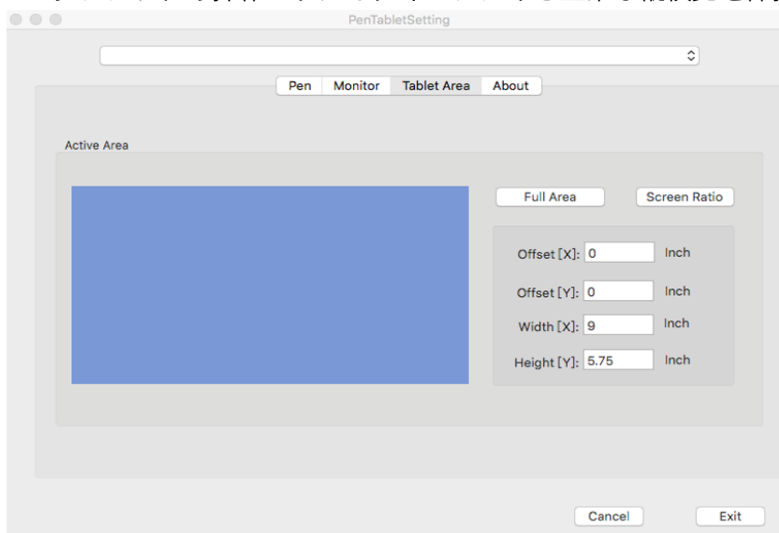 PenTabletSetting
Pen Monitor Tablet Area About
Active Area
Full Area Screen Ratio
Offset [X]: 0 Inch
Offset [Y]: 0 Inch
Width [X]: 9 Inch
Height [Y]: 5.75 Inch
Cancel Exit